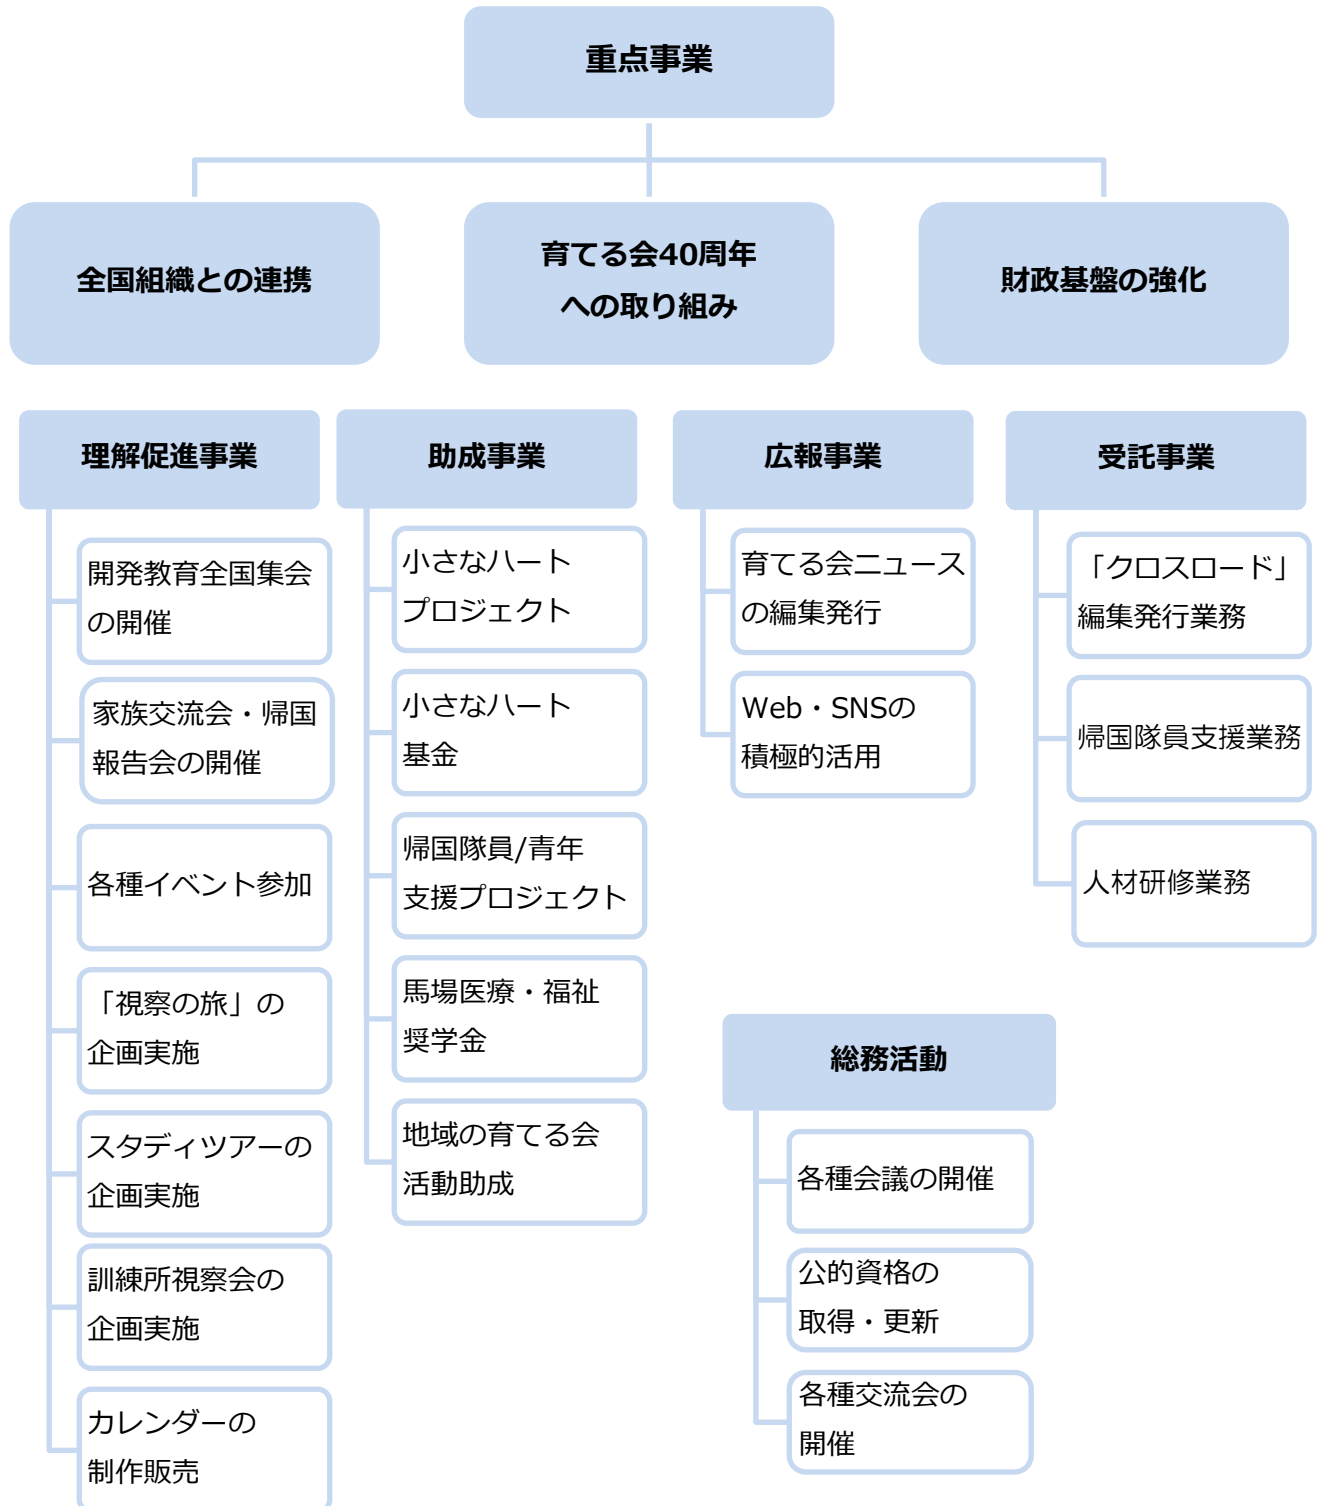 重点事業
全国組織との連携
育てる会40周年
への取り組み
財政基盤の強化
理解促進事業
開発教育全国集会
の開催
家族交流会・帰国
報告会の開催
各種イベント参加
「視察の旅」の
企画実施
スタディツアーの
企画実施
訓練所視察会の
企画実施
カレンダーの
制作販売
助成事業
小さなハート
プロジェクト
小さなハート
基金
帰国隊員/青年
支援プロジェクト
馬場医療・福祉
奨学金
地域の育てる会
活動助成
広報事業
育てる会ニュース
の編集発行
Web・SNSの
積極的活用
受託事業
「クロスロード」
編集発行業務
帰国隊員支援業務
人材研修業務
総務活動
各種会議の開催
公的資格の
取得・更新
各種交流会の
開催